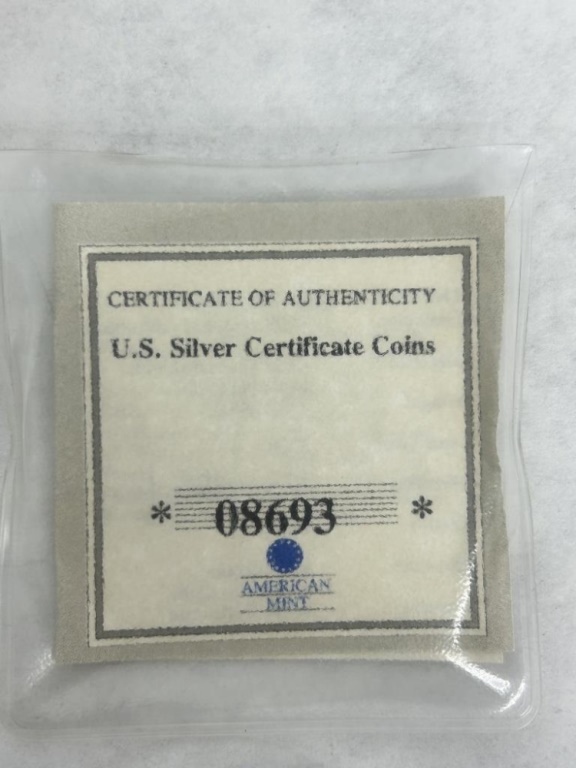 CERTIFICATE OF AUTHENTICITY
U.S. Silver Certificate Coins
* 08693 *
AMERICAN
MINT